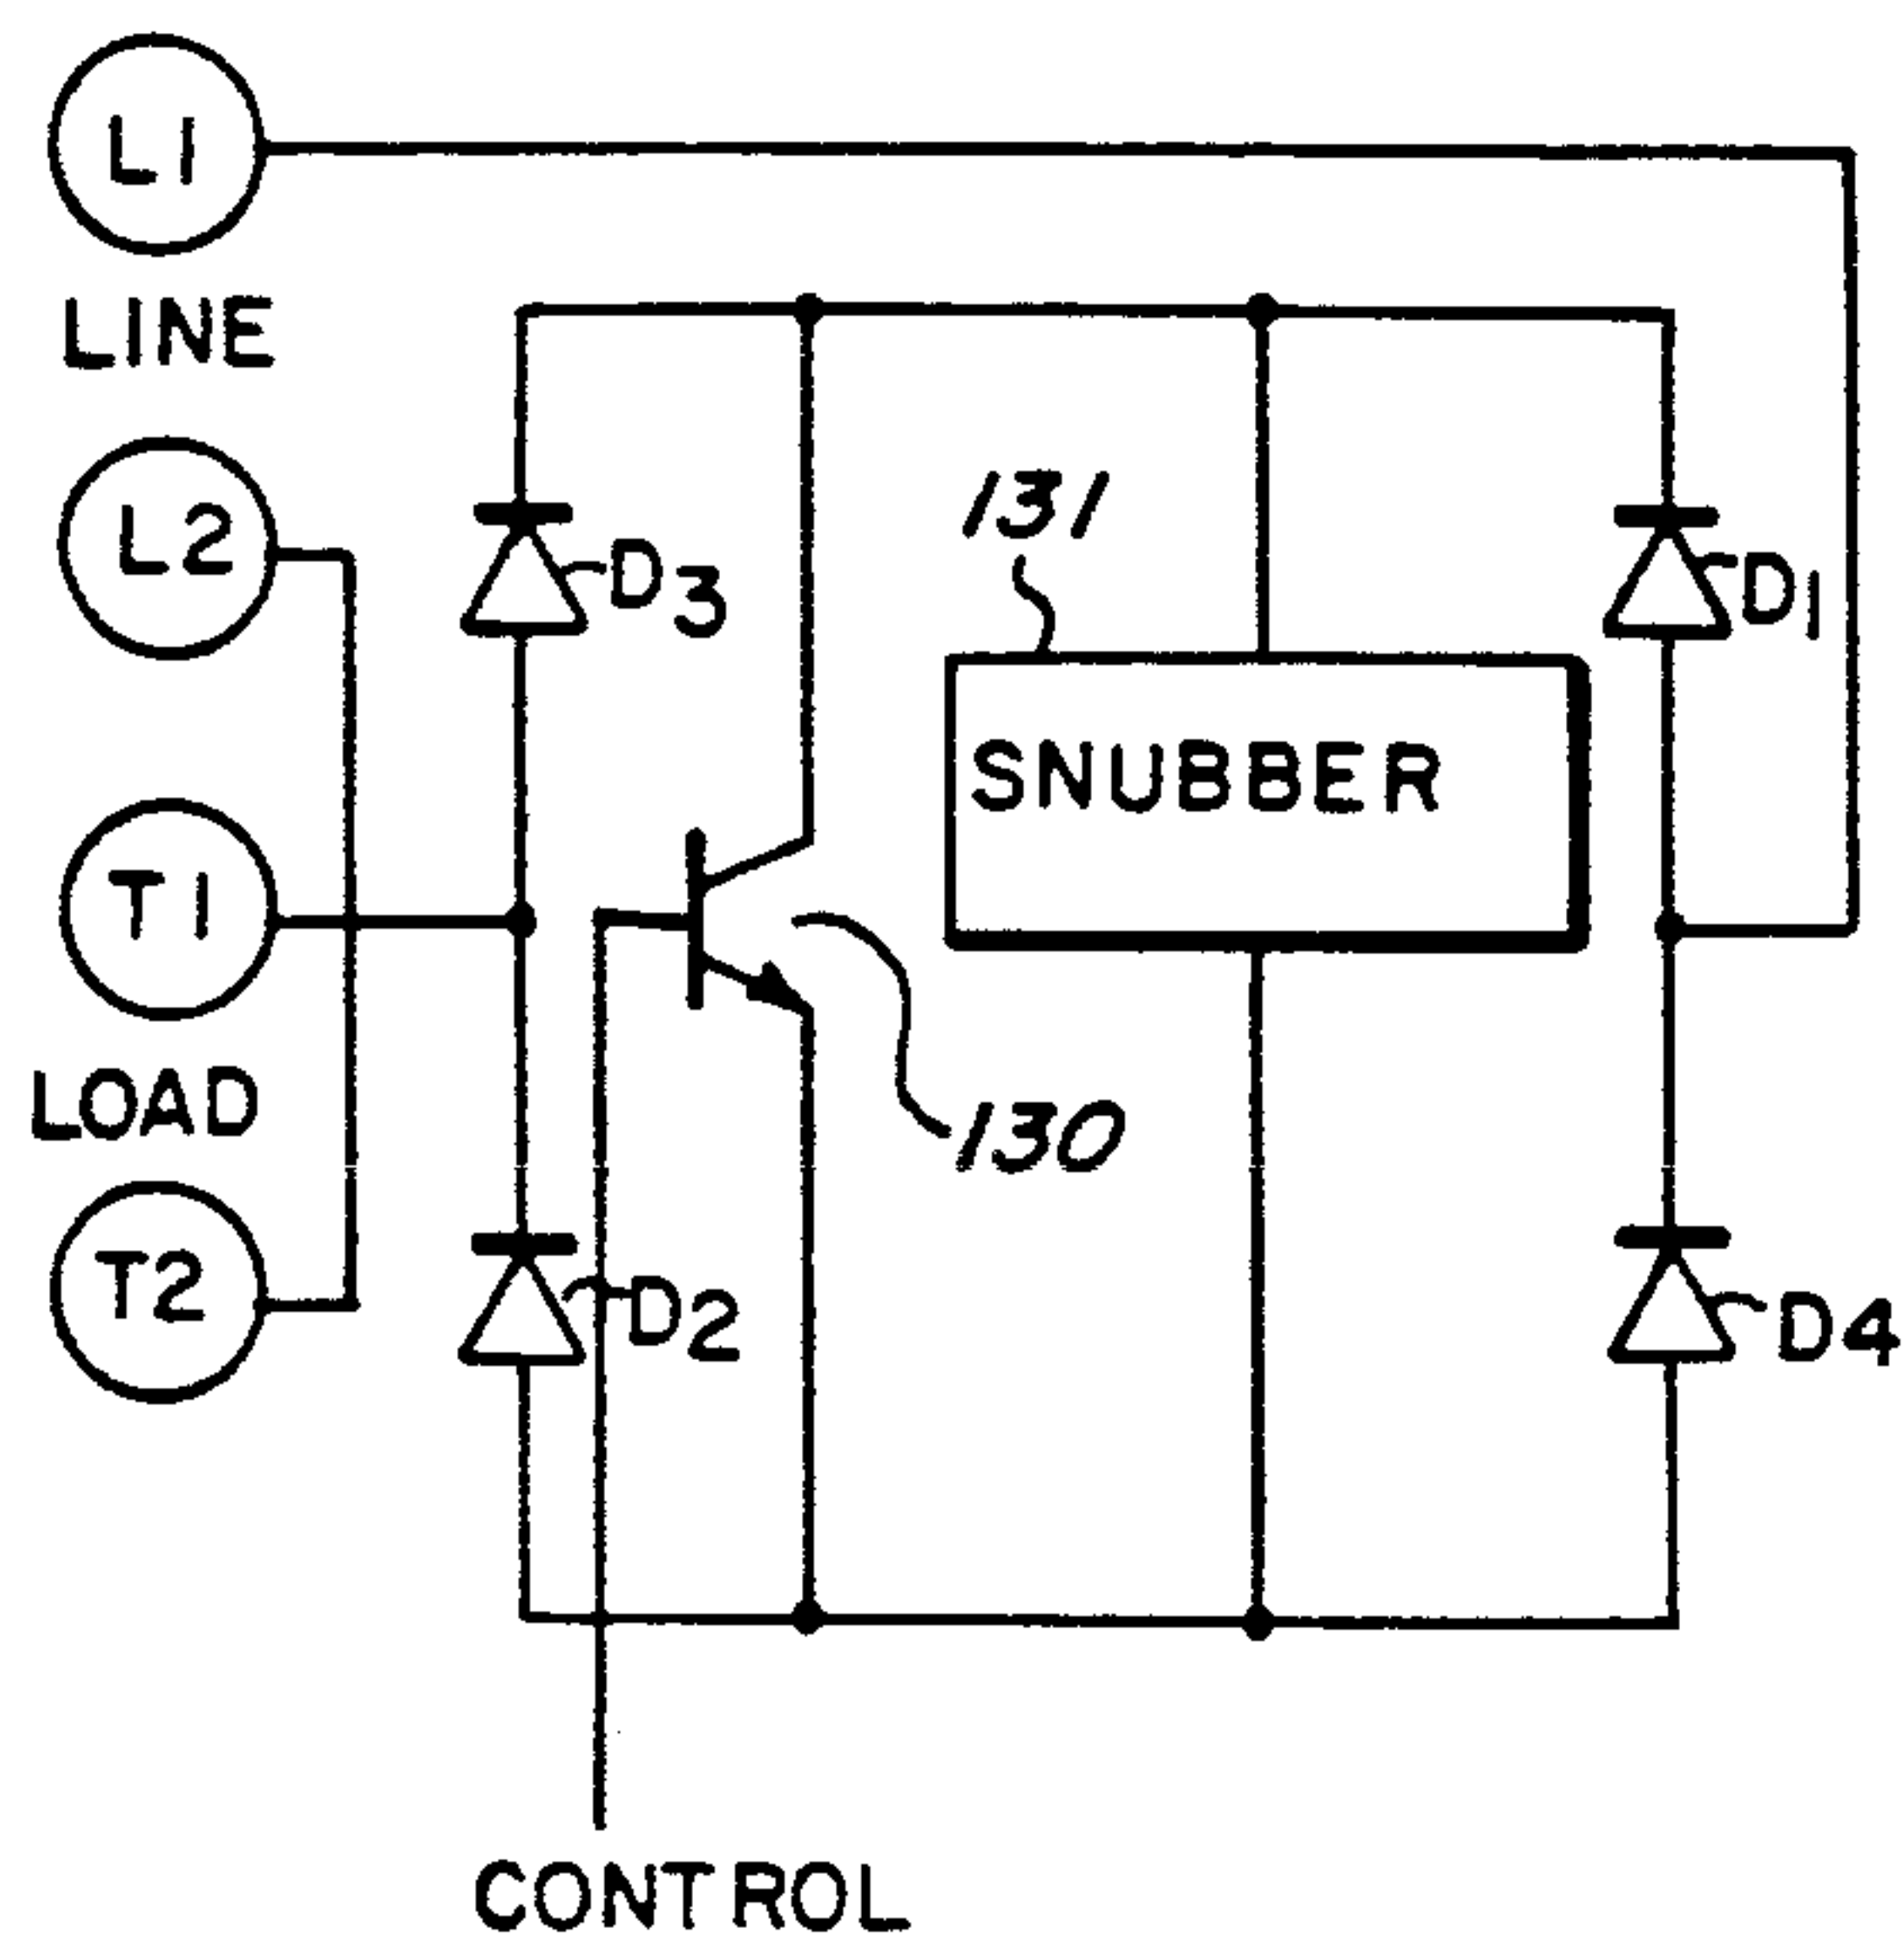 L1
LINE
L2
D3
131
D1
SNUBBER
T1
130
LOAD
T2
D2
D4
CONTROL